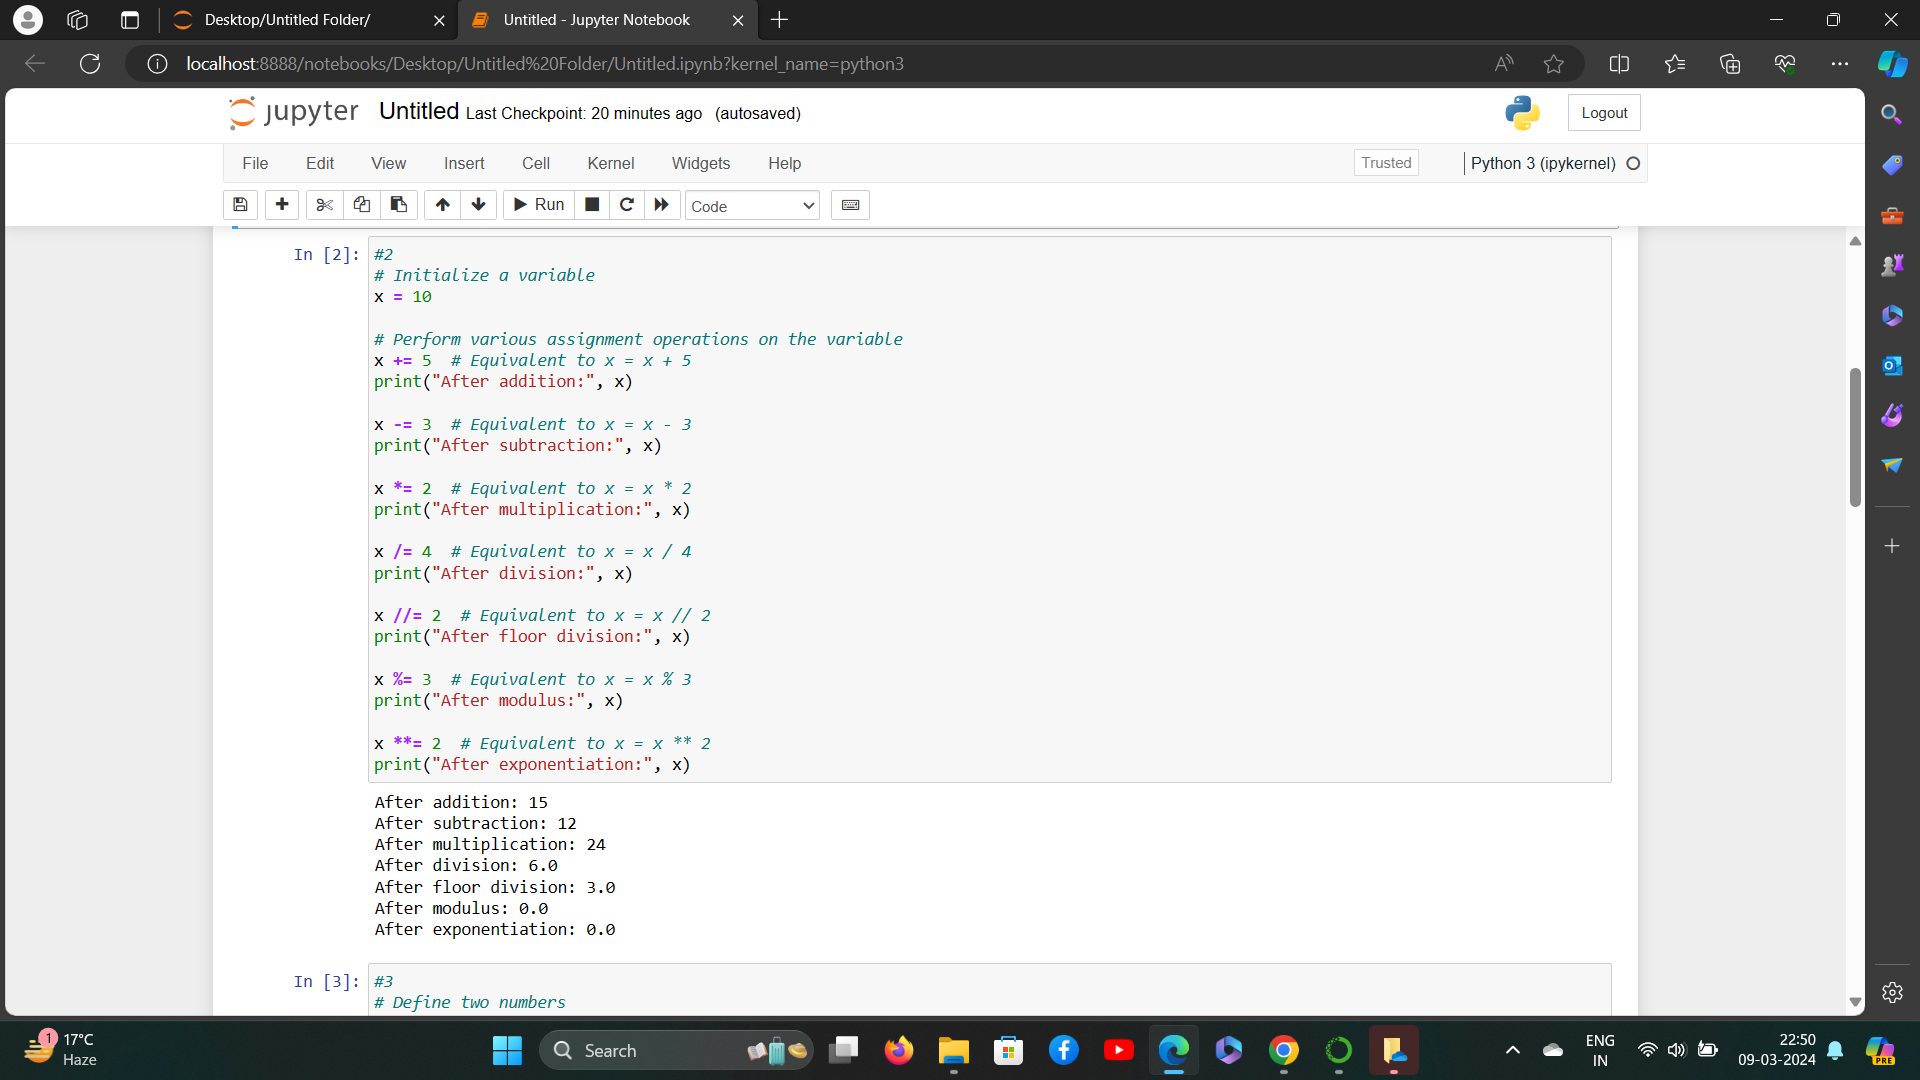 Desktop/Untitled Folder/
Untitled - Jupyter Notebook
localhost:8888/notebooks/Desktop/Untitled%20Folder/Untitled.ipynb?kernel_name=python3
jupyter Untitled Last Checkpoint: 20 minutes ago (autosaved)
Logout
File Edit View Insert Cell Kernel Widgets Help
Trusted
Python 3 (ipykernel)
Run
Code
In [2]:
#2
# Initialize a variable
x = 10
# Perform various assignment operations on the variable
x += 5  # Equivalent to x = x + 5
print("After addition:", x)
x -= 3  # Equivalent to x = x - 3
print("After subtraction:", x)
x *= 2  # Equivalent to x = x * 2
print("After multiplication:", x)
x /= 4  # Equivalent to x = x / 4
print("After division:", x)
x //= 2  # Equivalent to x = x // 2
print("After floor division:", x)
x %= 3  # Equivalent to x = x % 3
print("After modulus:", x)
x **= 2  # Equivalent to x = x ** 2
print("After exponentiation:", x)
After addition: 15
After subtraction: 12
After multiplication: 24
After division: 6.0
After floor division: 3.0
After modulus: 0.0
After exponentiation: 0.0
In [3]:
#3
# Define two numbers
1
17°C
Haze
Search
ENG
IN
22:50
09-03-2024
PRE